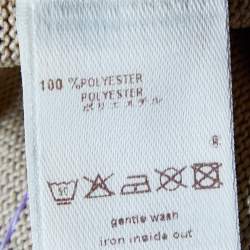 100 %POLYESTER
POLYESTER
ポリエステル
®
gentle wash
iron inside out